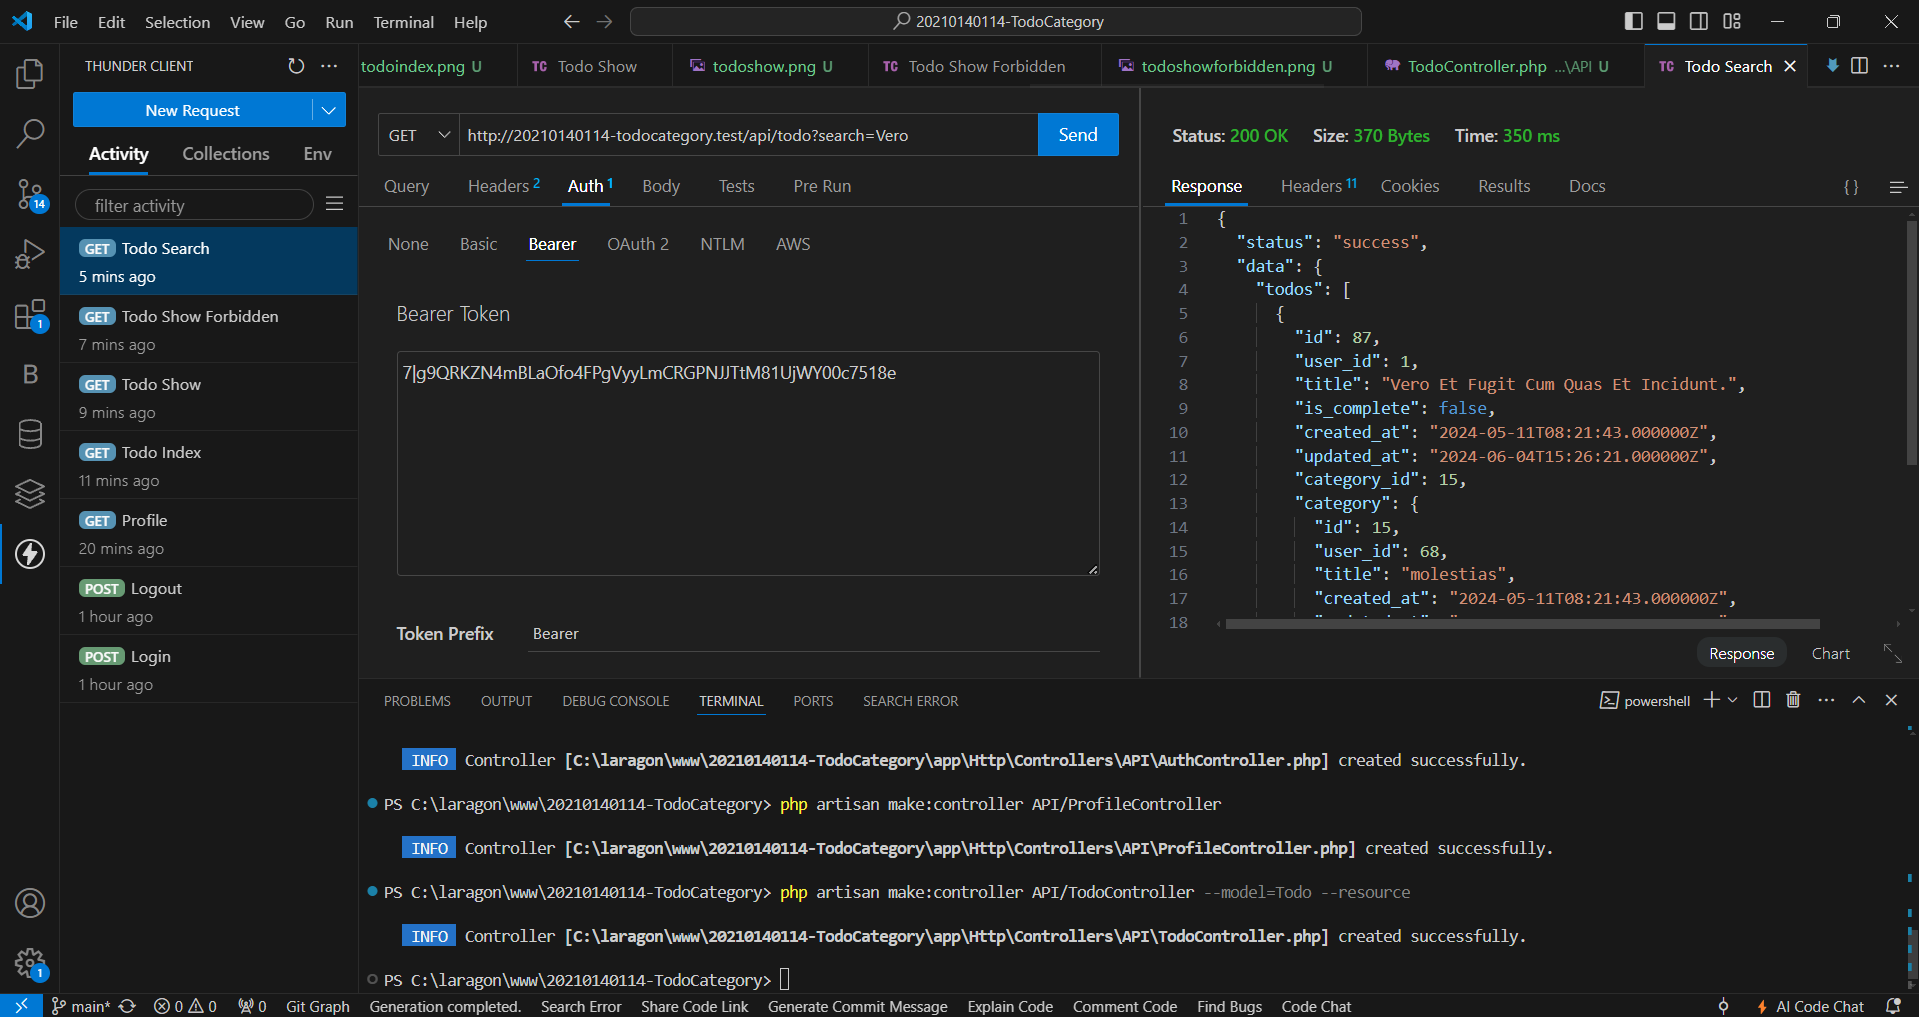 File Edit Selection View Go Run Terminal Help
20210140114-TodoCategory
THUNDER CLIENT
todoindex.png U
TC Todo Show
todoshow.png U
TC Todo Show Forbidden
todoshowforbidden.png U
TodoController.php ...\API U
TC Todo Search
New Request
Activity Collections Env
filter activity
GET Todo Search
5 mins ago
GET Todo Show Forbidden
7 mins ago
GET Todo Show
9 mins ago
GET Todo Index
11 mins ago
GET Profile
20 mins ago
POST Logout
1 hour ago
POST Login
1 hour ago
14
1
B
1
GET http://20210140114-todocategory.test/api/todo?search=Vero Send
Query Headers 2 Auth 1 Body Tests Pre Run
None Basic Bearer OAuth 2 NTLM AWS
Bearer Token
7|g9QRKZN4mBLaOfo4FPgVyyLmCRGPNJJTtM81UjWY00c7518e
Token Prefix Bearer
Status: 200 OK Size: 370 Bytes Time: 350 ms
Response Headers 11 Cookies Results Docs {}
1 {
2 "status": "success",
3 "data": {
4 "todos": [
5 {
6 "id": 87,
7 "user_id": 1,
8 "title": "Vero Et Fugit Cum Quas Et Incidunt.",
9 "is_complete": false,
10 "created_at": "2024-05-11T08:21:43.000000Z",
11 "updated_at": "2024-06-04T15:26:21.000000Z",
12 "category_id": 15,
13 "category": {
14 "id": 15,
15 "user_id": 68,
16 "title": "molestias",
17 "created_at": "2024-05-11T08:21:43.000000Z",
18
Response Chart
PROBLEMS OUTPUT DEBUG CONSOLE TERMINAL PORTS SEARCH ERROR
powershell
INFO Controller [C:\laragon\www\20210140114-TodoCategory\app\Http\Controllers\API\AuthController.php] created successfully.
PS C:\laragon\www\20210140114-TodoCategory> php artisan make:controller API/ProfileController
INFO Controller [C:\laragon\www\20210140114-TodoCategory\app\Http\Controllers\API\ProfileController.php] created successfully.
PS C:\laragon\www\20210140114-TodoCategory> php artisan make:controller API/TodoController --model=Todo --resource
INFO Controller [C:\laragon\www\20210140114-TodoCategory\app\Http\Controllers\API\TodoController.php] created successfully.
PS C:\laragon\www\20210140114-TodoCategory>
main* 0 0 0 Git Graph Generation completed. Search Error Share Code Link Generate Commit Message Explain Code Comment Code Find Bugs Code Chat AI Code Chat